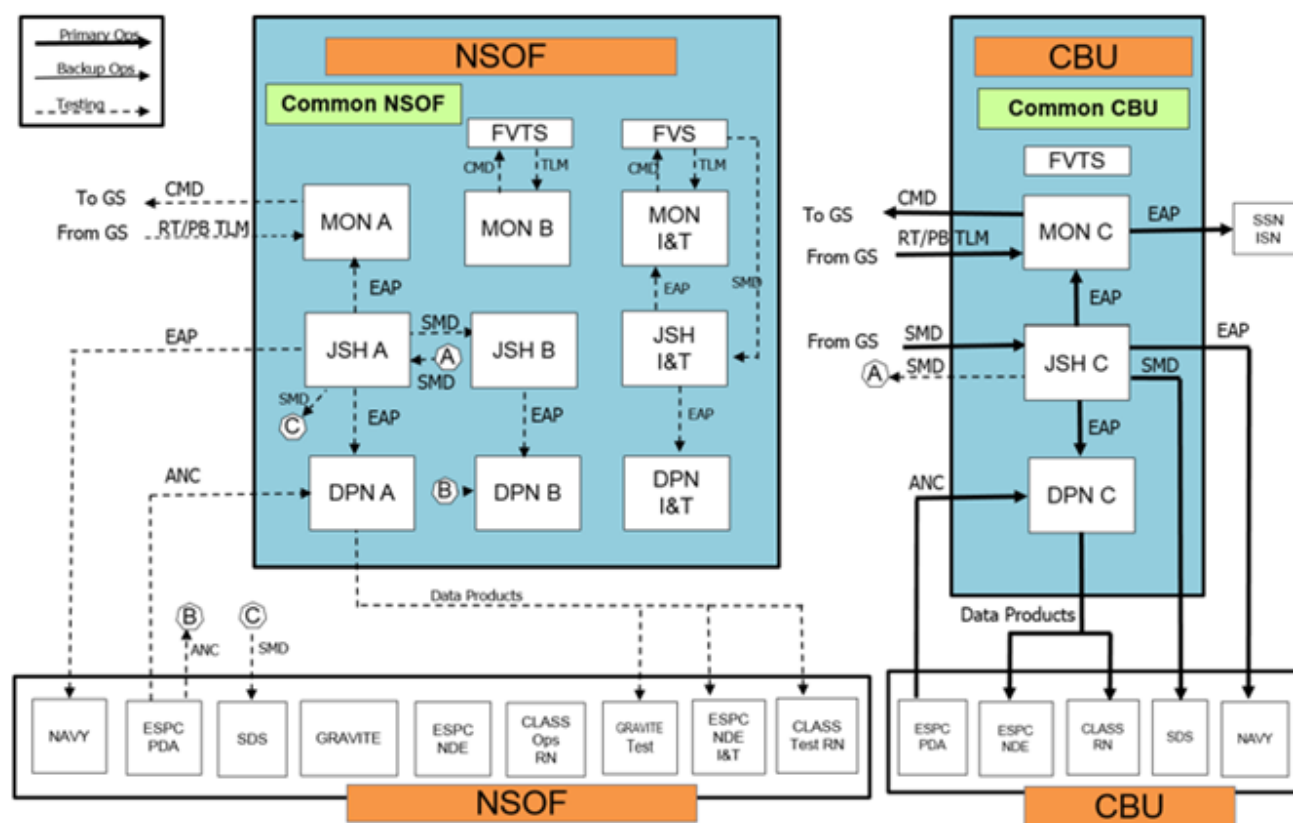 Primary Ops
Backup Ops
Testing
NSOF
Common NSOF
FVTS
FVS
CMD
TLM
CMD
TLM
To GS
CMD
From GS
RT/PB TLM
MON A
MON B
MON
I&T
EAP
EAP
SMD
EAP
JSH A
SMD
A
SMD
JSH B
JSH
I&T
SMD
C
EAP
EAP
EAP
ANC
DPN A
B
DPN B
DPN
I&T
Data Products
B
ANC
C
SMD
NAVY
ESPC
PDA
SDS
GRAVITE
ESPC
NDE
CLASS
Ops
RN
GRAVITE
Test
ESPC
NDE
I&T
CLASS
Test RN
NSOF
CBU
Common CBU
FVTS
To GS
CMD
From GS
RT/PB TLM
MON C
EAP
SSN
ISN
EAP
From GS
SMD
A
SMD
JSH C
EAP
SMD
EAP
ANC
DPN C
Data Products
ESPC
PDA
ESPC
NDE
CLASS
RN
SDS
NAVY
CBU